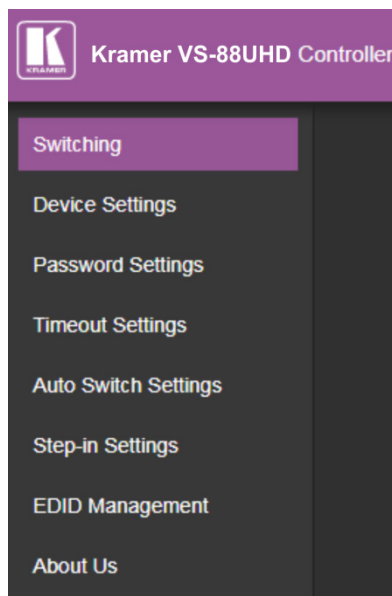 KRAMER
Kramer VS-88UHD Controller
Switching
Device Settings
Password Settings
Timeout Settings
Auto Switch Settings
Step-in Settings
EDID Management
About Us